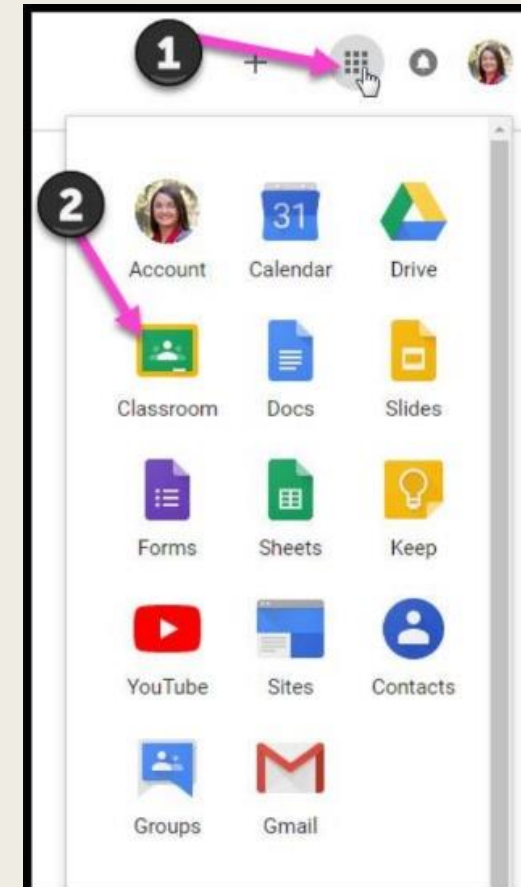 1
2
31
Account Calendar Drive
Classroom Docs Slides
Forms Sheets Keep
YouTube Sites Contacts
Groups Gmail